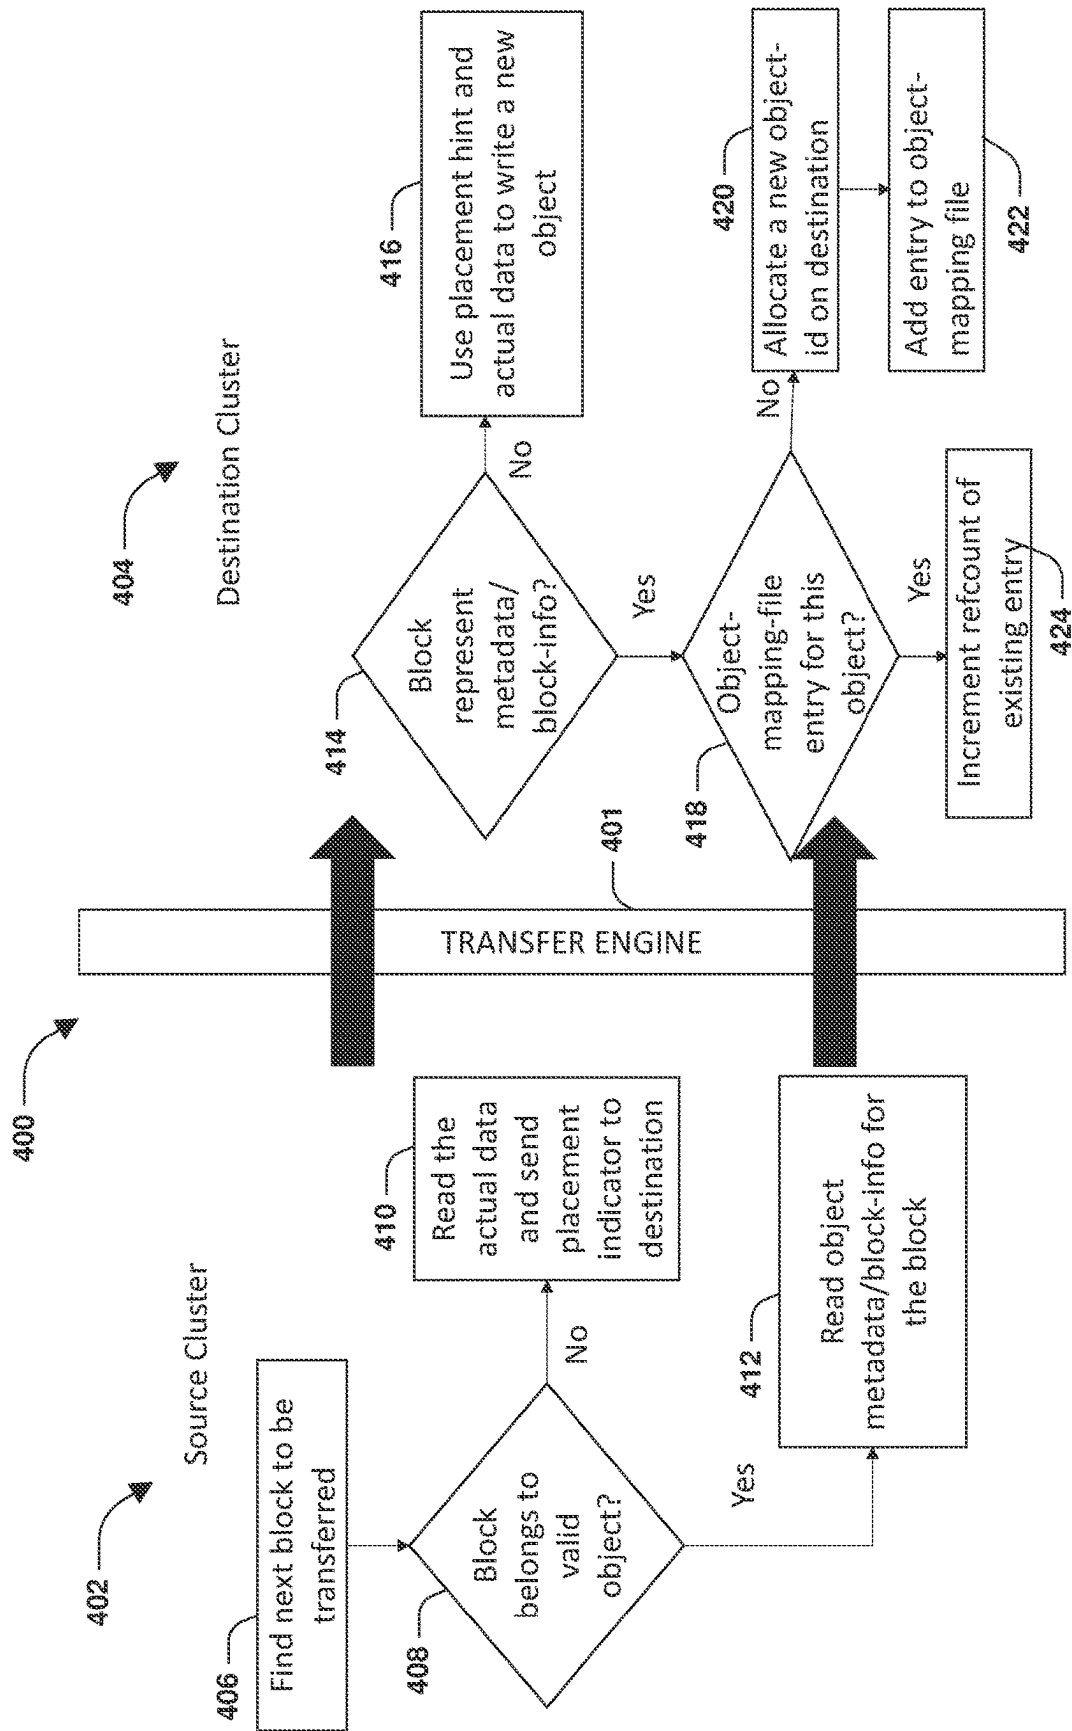 400
402
Source Cluster
406
Find next block to be
transferred
408
Block
belongs to
valid
object?
No
Yes
410
Read the
actual data
and send
placement
indicator to
destination
412
Read object
metadata/block-info for
the block
TRANSFER ENGINE
401
404
Destination Cluster
414
Block
represent
metadata/
block-info?
No
Yes
416
Use placement hint and
actual data to write a new
object
418
Object-
mapping-file
entry for this
object?
No
Yes
420
Allocate a new object-
id on destination
Add entry to object-
mapping file
422
Increment refcount of
existing entry
424